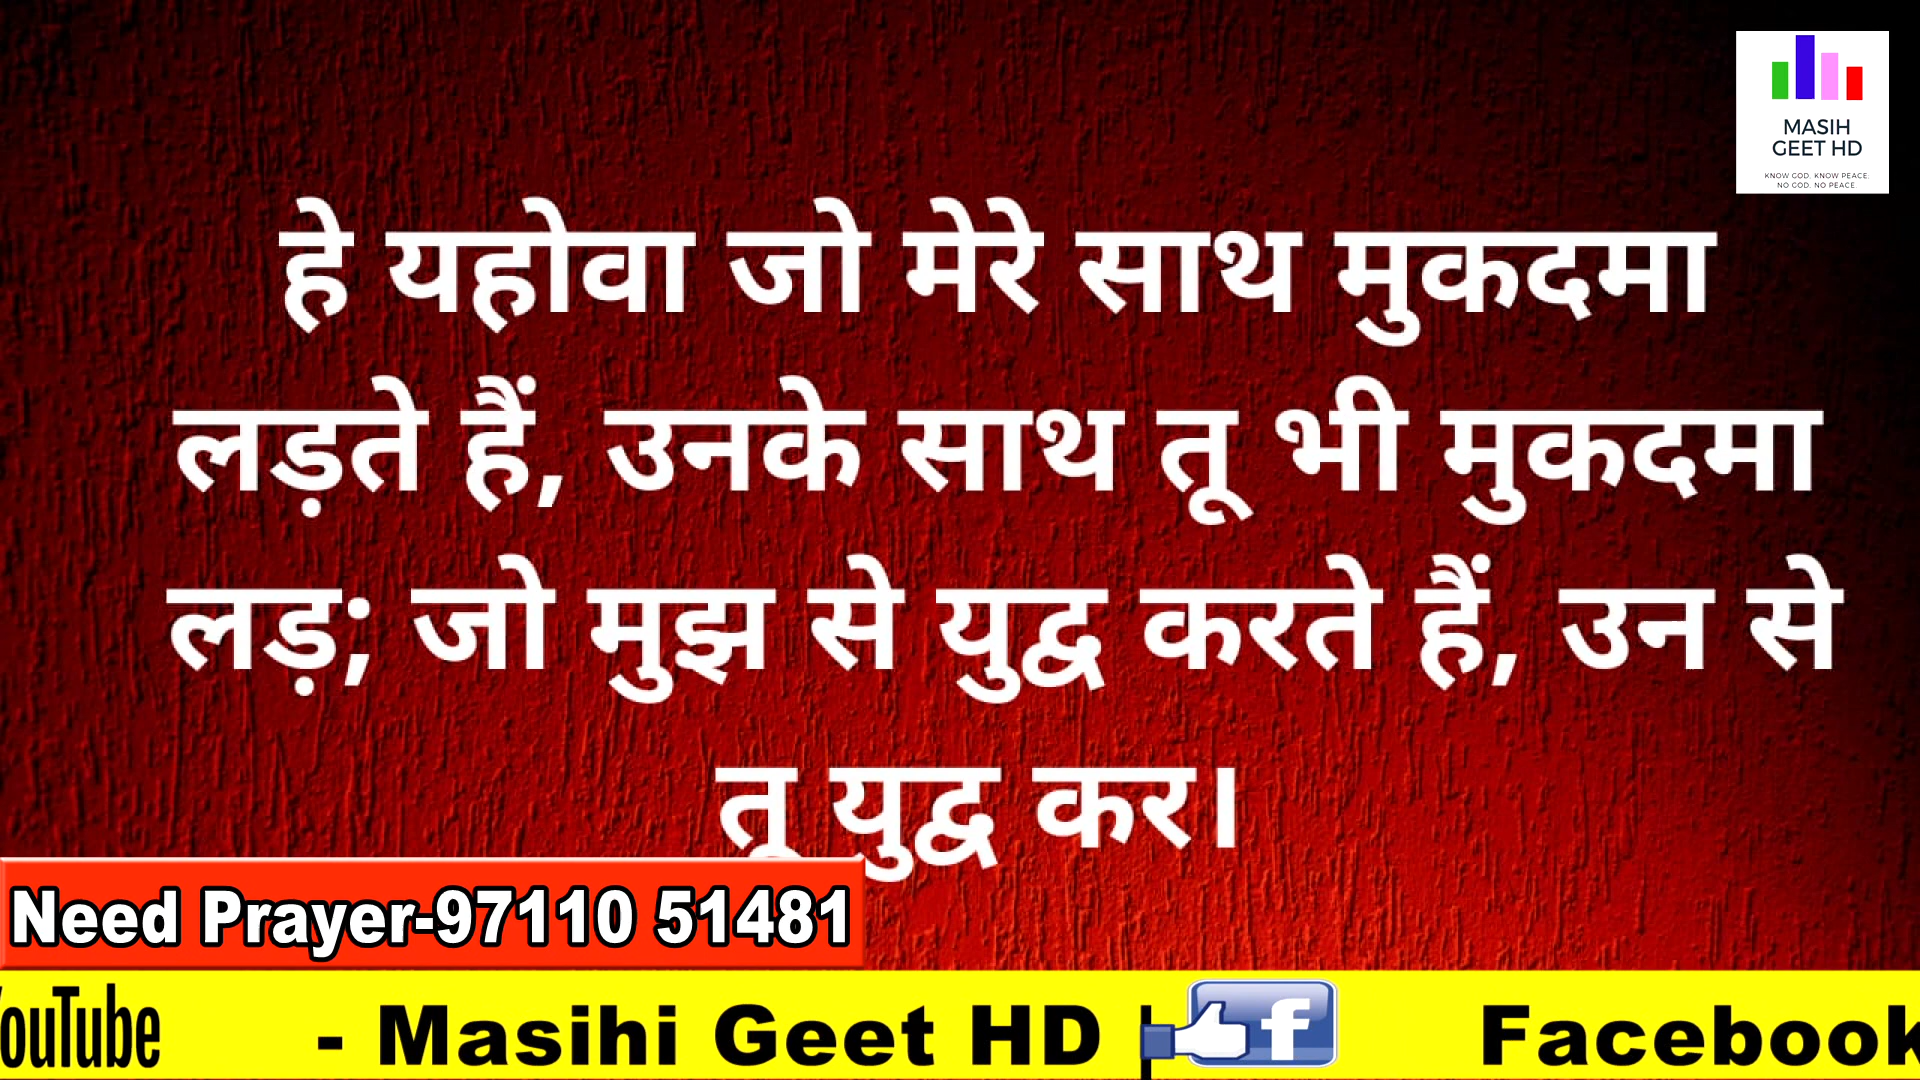 MASIH
GEET HD
KNOW GOD. KNOW PEACE.
NO GOD. NO PEACE.
हे यहोवा जो मेरे साथ मुकदमा
लड़ते हैं, उनके साथ तू भी मुकदमा
लड़; जो मुझ से युद्व करते हैं, उन से
तू युद्व कर।
Need Prayer-97110 51481
YouTube - Masihi Geet HD | f Facebook